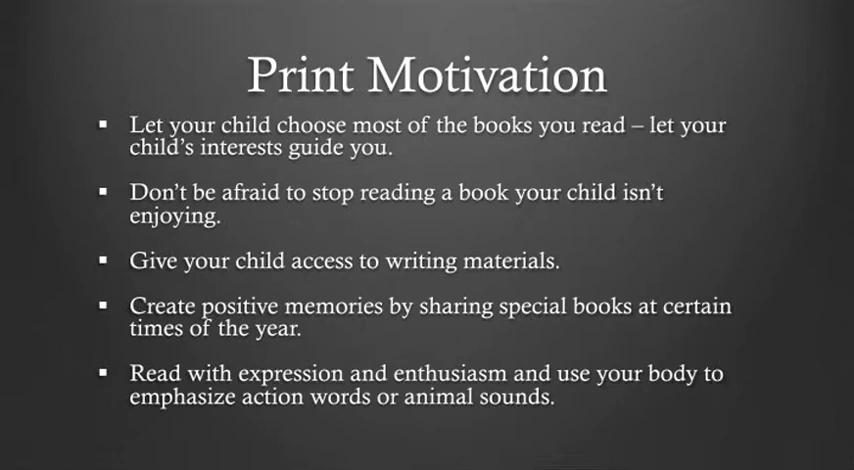 Print Motivation
▪ Let your child choose most of the books you read – let your
child’s interests guide you.
▪ Don’t be afraid to stop reading a book your child isn’t
enjoying.
▪ Give your child access to writing materials.
▪ Create positive memories by sharing special books at certain
times of the year.
▪ Read with expression and enthusiasm and use your body to
emphasize action words or animal sounds.